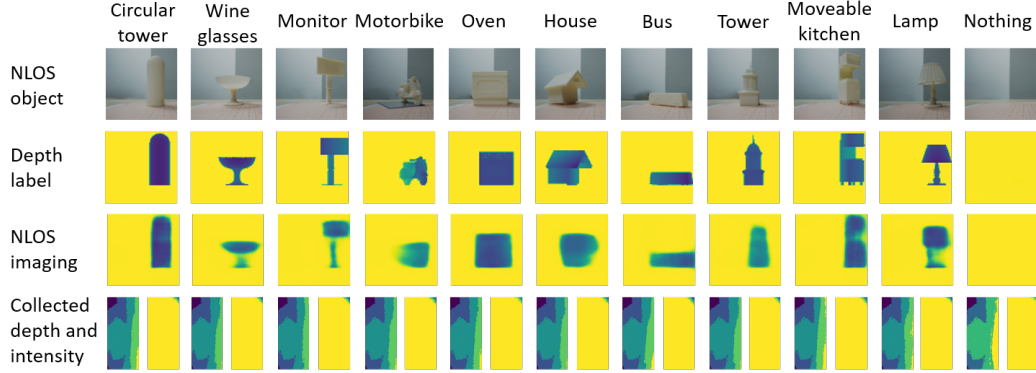 Circular
tower
Wine
glasses
Monitor
Motorbike
Oven
House
Bus
Tower
Moveable
kitchen
Lamp
Nothing
NLOS
object
Depth
label
NLOS
imaging
Collected
depth and
intensity